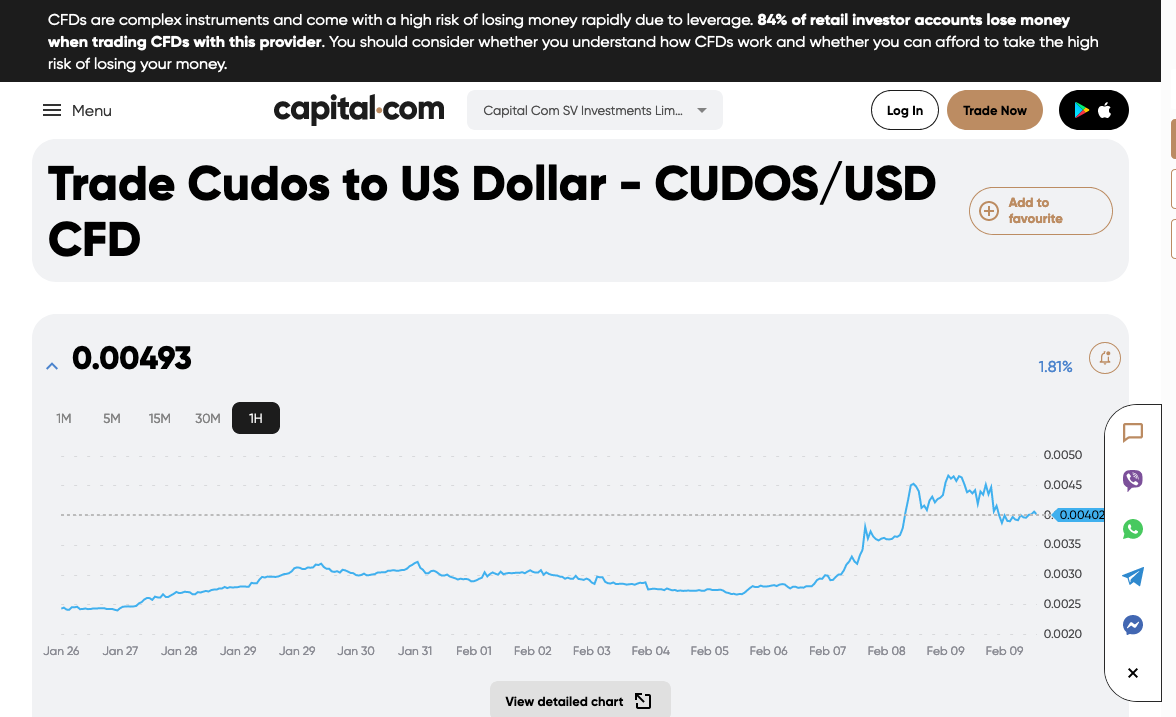 CFDs are complex instruments and come with a high risk of losing money rapidly due to leverage. 84% of retail investor accounts lose money
when trading CFDs with this provider. You should consider whether you understand how CFDs work and whether you can afford to take the high
risk of losing your money.
Menu
capital.com
Capital Com SV Investments Lim...
Log In
Trade Now
Trade Cudos to US Dollar - CUDOS/USD
CFD
Add to
favourite
0.00493
1.81%
1M 5M 15M 30M 1H
0.0050
0.0045
0.00402
0.0035
0.0030
0.0025
0.0020
Jan 26 Jan 27 Jan 28 Jan 29 Jan 29 Jan 30 Jan 31 Feb 01 Feb 02 Feb 03 Feb 04 Feb 05 Feb 06 Feb 07 Feb 08 Feb 09 Feb 09
View detailed chart